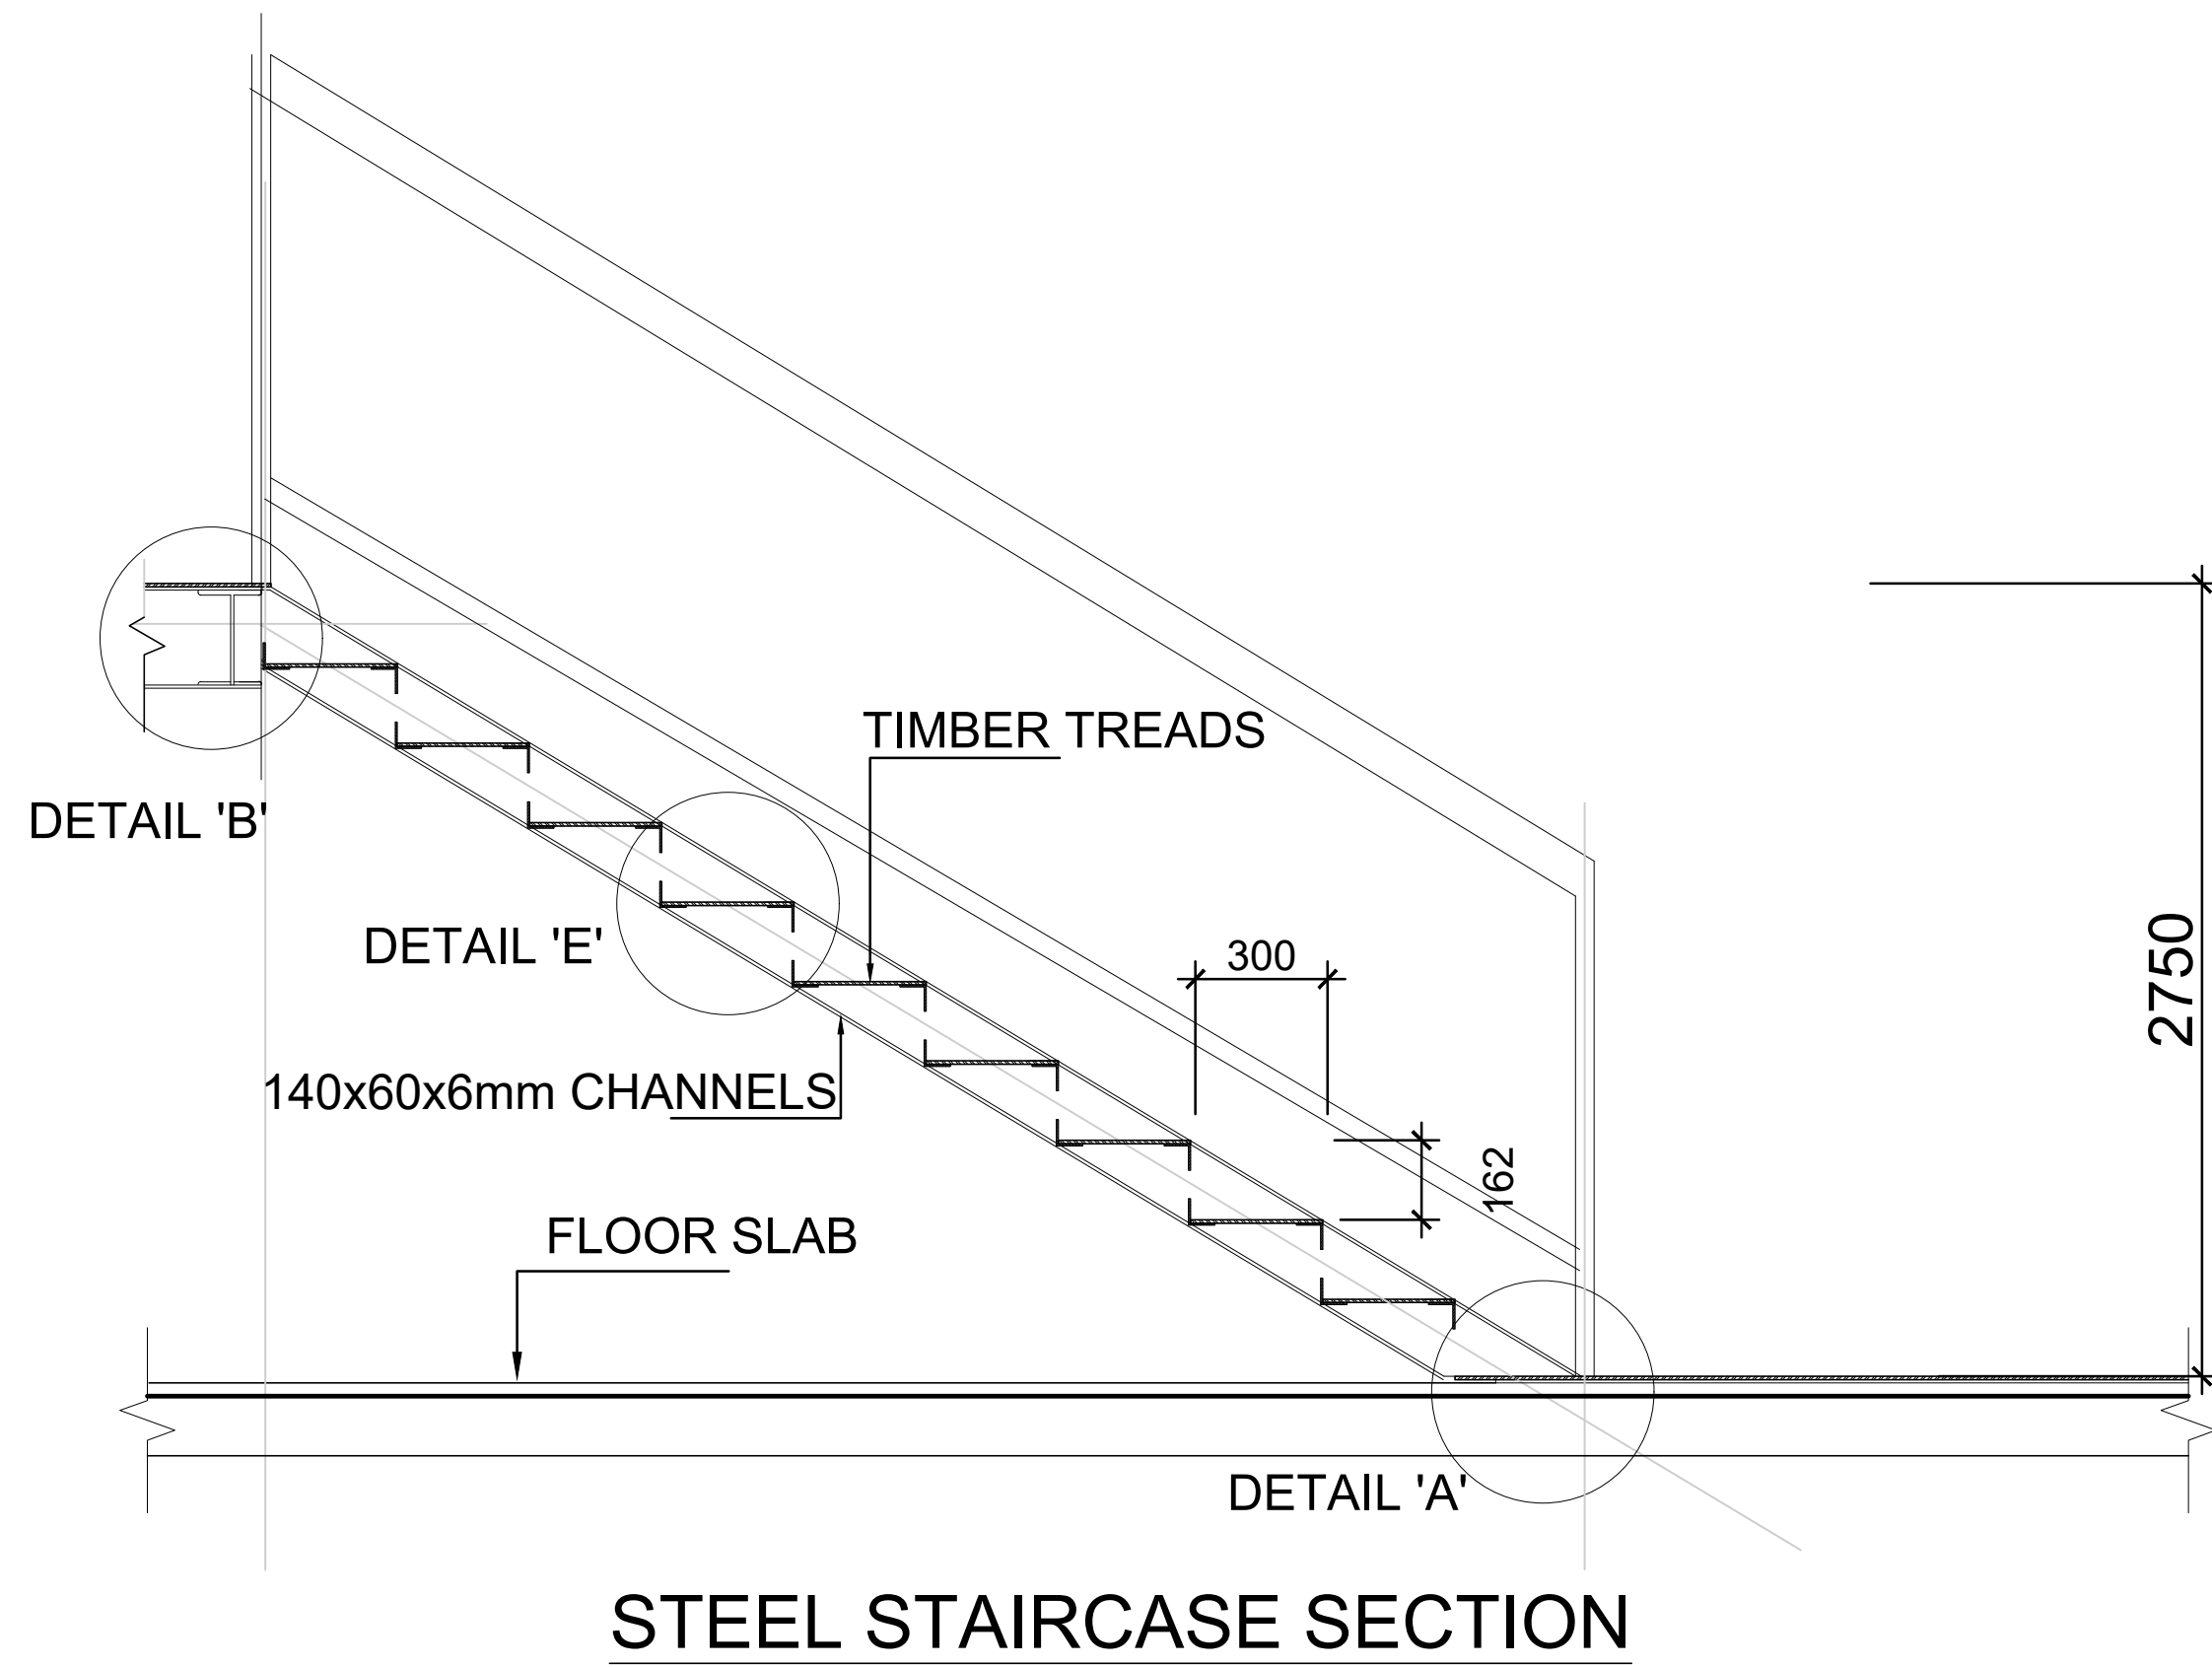 TIMBER TREADS
DETAIL 'B'
DETAIL 'E'
300
2750
140x60x6mm CHANNELS
162
FLOOR SLAB
DETAIL 'A'
STEEL STAIRCASE SECTION